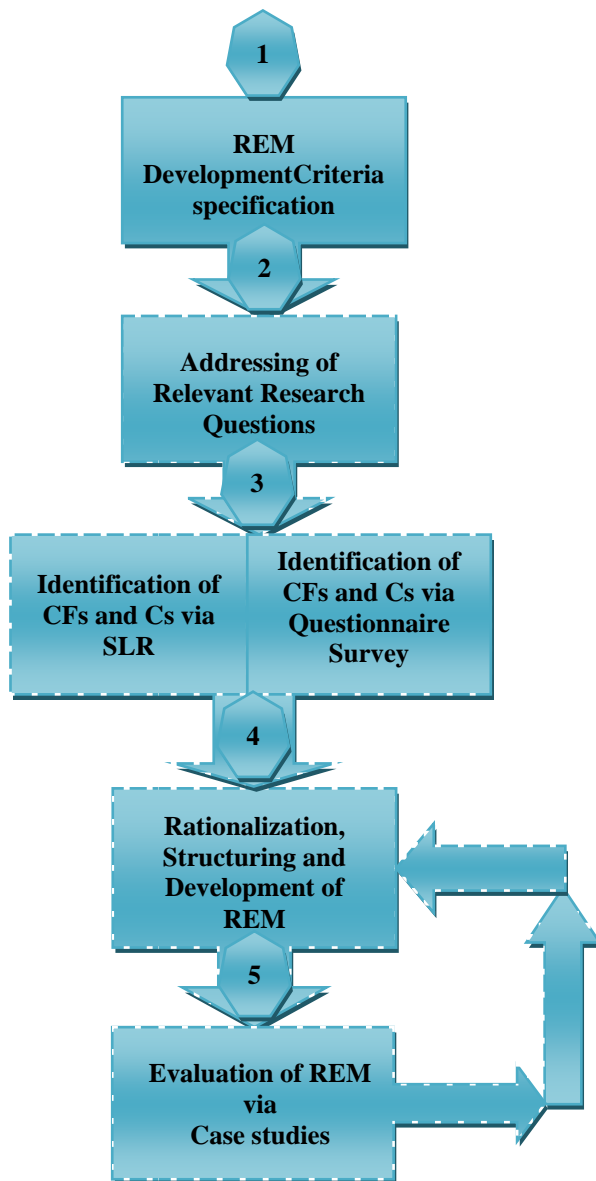 1
REM
DevelopmentCriteria
specification
2
Addressing of
Relevant Research
Questions
3
Identification of
CFs and Cs via
SLR
Identification of
CFs and Cs via
Questionnaire
Survey
4
Rationalization,
Structuring and
Development of
REM
5
Evaluation of REM
via
Case studies